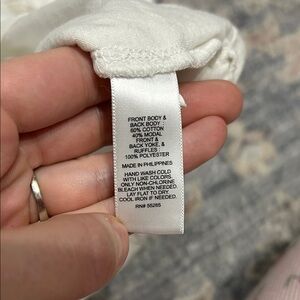 FRONT BODY &
BACK BODY :
60% COTTON
40% MODAL
FRONT &
BACK YOKE, &
RUFFLES :
100% POLYESTER
MADE IN PHILIPPINES
HAND WASH COLD
WITH LIKE COLORS.
ONLY NON-CHLORINE
BLEACH WHEN NEEDED.
LAY FLAT TO DRY.
COOL IRON IF NEEDED.
RN# 55285